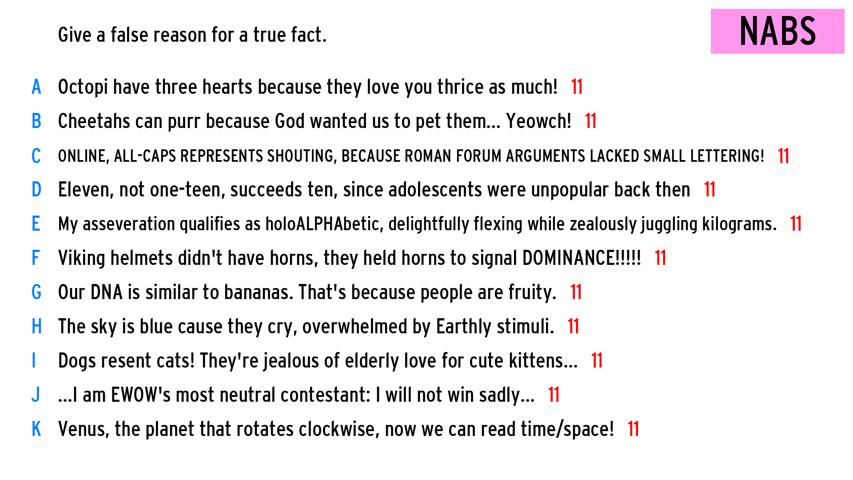 Give a false reason for a true fact.
NABS
A Octopi have three hearts because they love you thrice as much! 11
B Cheetahs can purr because God wanted us to pet them... Yeowch! 11
C ONLINE, ALL-CAPS REPRESENTS SHOUTING, BECAUSE ROMAN FORUM ARGUMENTS LACKED SMALL LETTERING! 11
D Eleven, not one-teen, succeeds ten, since adolescents were unpopular back then 11
E My asseveration qualifies as holoALPHAbetic, delightfully flexing while zealously juggling kilograms. 11
F Viking helmets didn't have horns, they held horns to signal DOMINANCE!!!!! 11
G Our DNA is similar to bananas. That's because people are fruity. 11
H The sky is blue cause they cry, overwhelmed by Earthly stimuli. 11
I Dogs resent cats! They're jealous of elderly love for cute kittens... 11
J ...I am EWOW's most neutral contestant: I will not win sadly... 11
K Venus, the planet that rotates clockwise, now we can read time/space! 11